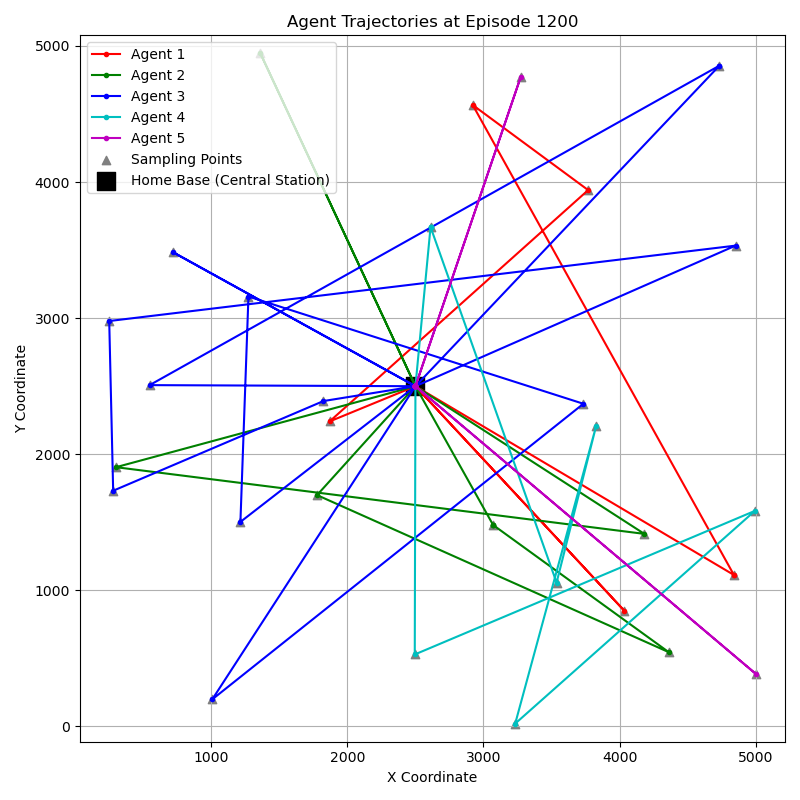 Agent Trajectories at Episode 1200
Agent 1
Agent 2
Agent 3
Agent 4
Agent 5
Sampling Points
Home Base (Central Station)
5000
4000
3000
2000
1000
0
Y Coordinate
1000
2000
3000
4000
5000
X Coordinate